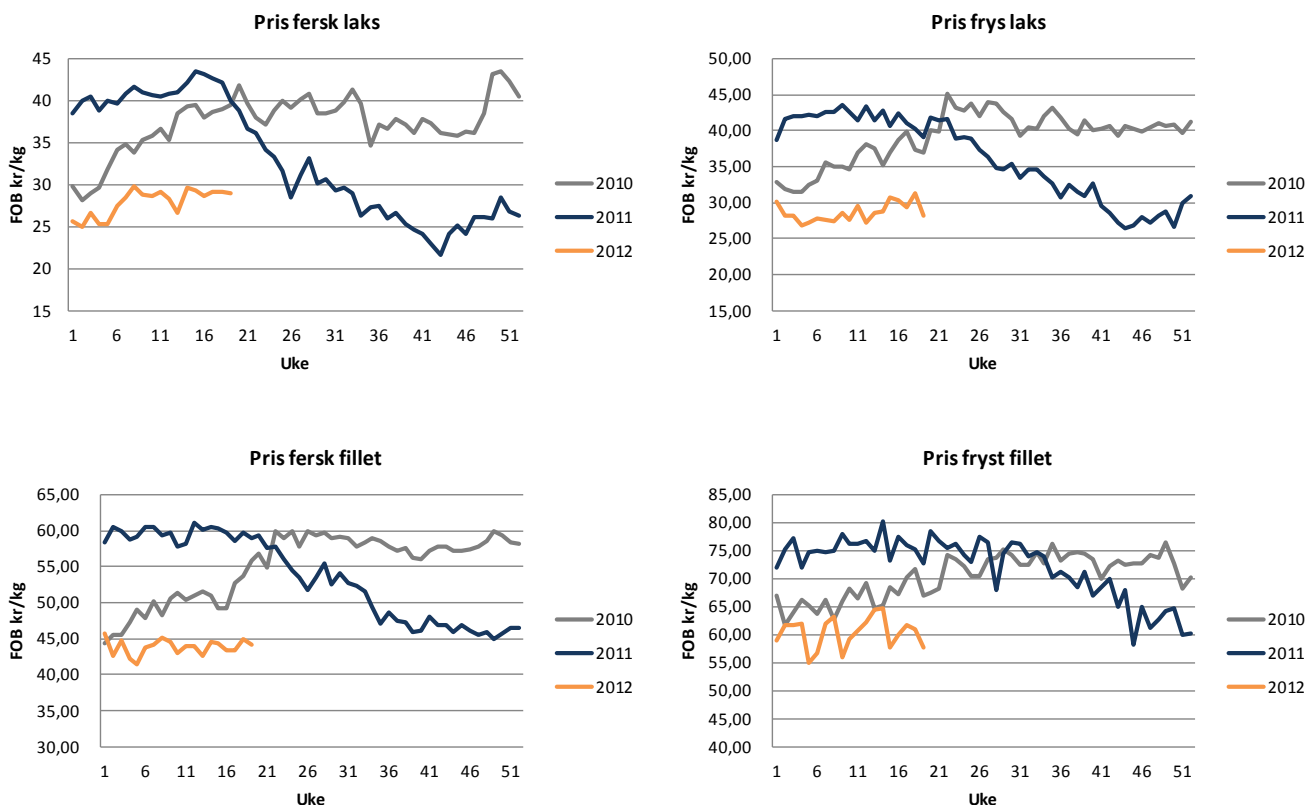 Pris fersk laks
FOB kr/kg
45
40
35
30
25
20
15
1 6 11 16 21 26 31 36 41 46 51
Uke
2010
2011
2012
Pris frys laks
FOB kr/kg
50,00
45,00
40,00
35,00
30,00
25,00
20,00
15,00
1 6 11 16 21 26 31 36 41 46 51
Uke
2010
2011
2012
Pris fersk fillet
FOB kr/kg
65,00
60,00
55,00
50,00
45,00
40,00
35,00
30,00
1 6 11 16 21 26 31 36 41 46 51
Uke
2010
2011
2012
Pris fryst fillet
FOB kr/kg
85,00
80,00
75,00
70,00
65,00
60,00
55,00
50,00
45,00
40,00
1 6 11 16 21 26 31 36 41 46 51
Uke
2010
2011
2012